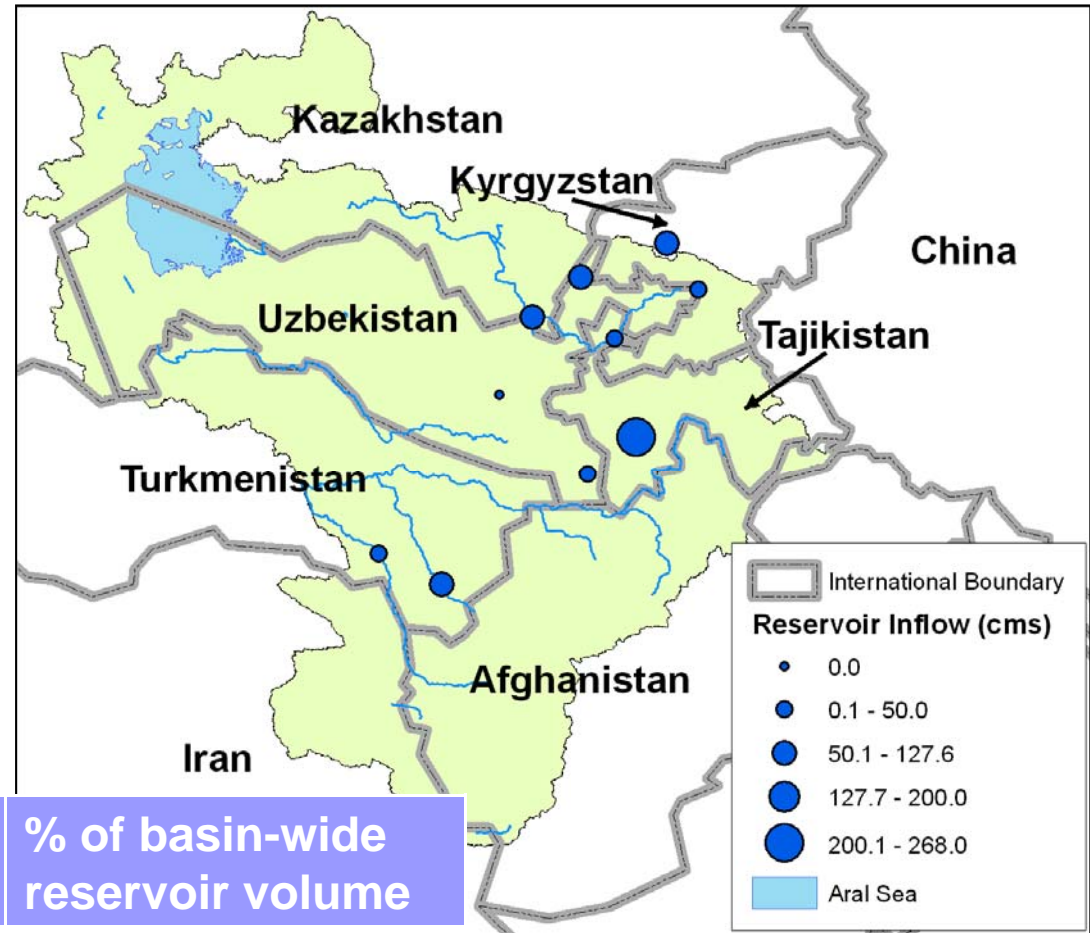 Kazakhstan
Kyrgyzstan
China
Uzbekistan
Tajikistan
Turkmenistan
Afghanistan
Iran
International Boundary
Reservoir Inflow (cms)
0.0
0.1 - 50.0
50.1 - 127.6
127.7 - 200.0
200.1 - 268.0
Aral Sea
% of basin-wide
reservoir volume